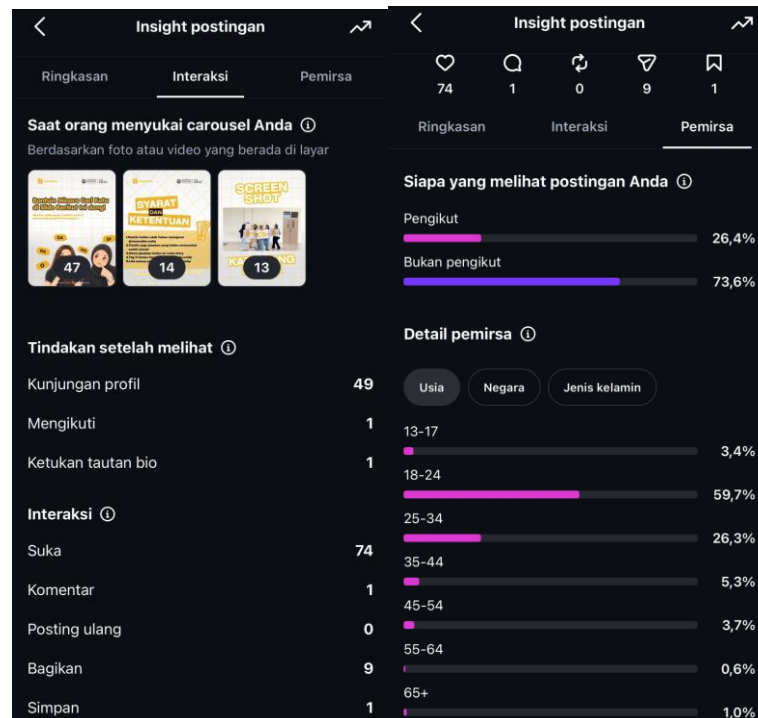 Insight postingan
Ringkasan Interaksi Pemirsa
Saat orang menyukai carousel Anda
Berdasarkan foto atau video yang berada di layar
SYARAT
DAN
KETENTUAN
SCREEN
SHOT
47 14 13
Tindakan setelah melihat
Kunjungan profil 49
Mengikuti 1
Ketukan tautan bio 1
Interaksi
Suka 74
Komentar 1
Posting ulang 0
Bagikan 9
Simpan 1
Insight postingan
74 1 0 9 1
Ringkasan Interaksi Pemirsa
Siapa yang melihat postingan Anda
Pengikut
26,4%
Bukan pengikut
73,6%
Detail pemirsa
Usia Negara Jenis kelamin
13-17
3,4%
18-24
59,7%
25-34
26,3%
35-44
5,3%
45-54
3,7%
55-64
0,6%
65+
1,0%